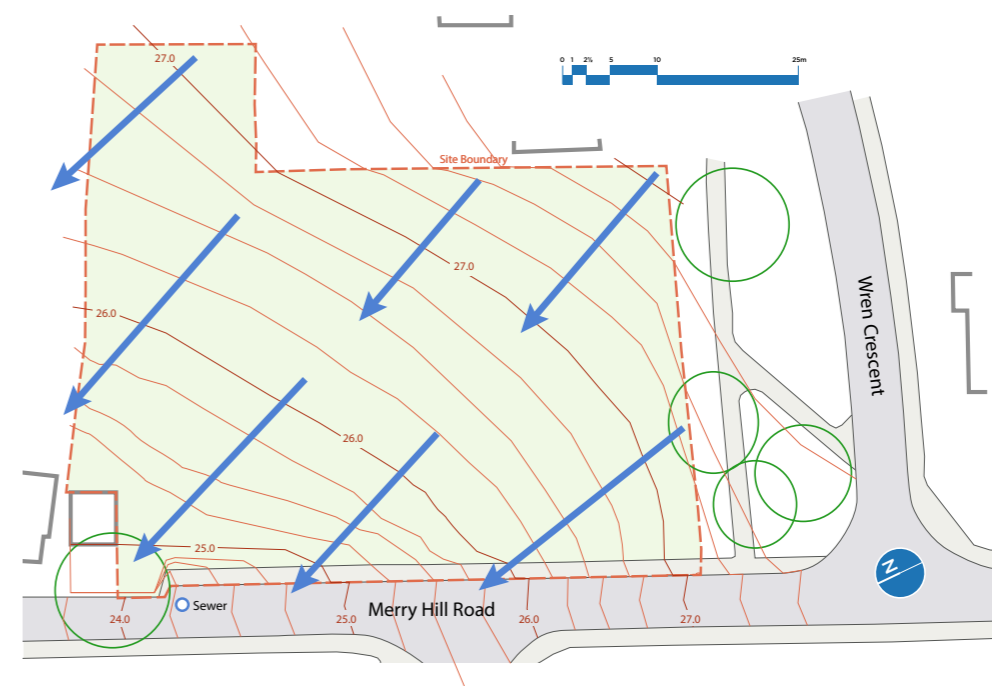 0 1 2½ 5 10 25m
27.0
Site Boundary
27.0
Wren Crescent
26.0
26.0
25.0
N
Sewer
Merry Hill Road
24.0
25.0
26.0
27.0